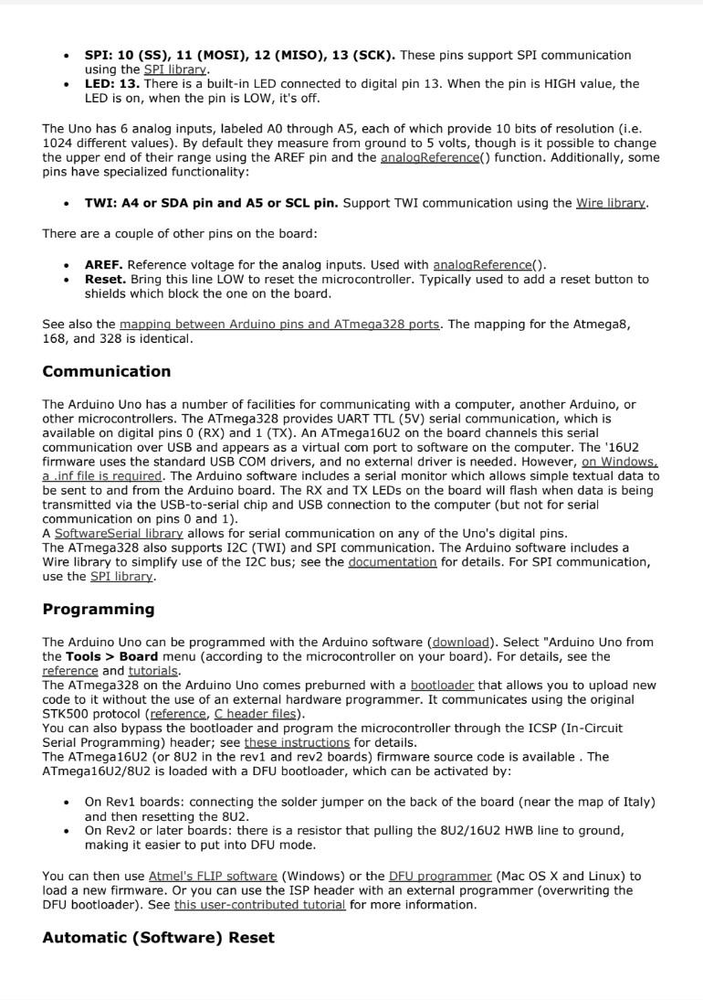 • SPI: 10 (SS), 11 (MOSI), 12 (MISO), 13 (SCK). These pins support SPI communication
using the SPI library.
• LED: 13. There is a built-in LED connected to digital pin 13. When the pin is HIGH value, the
LED is on, when the pin is LOW, it's off.
The Uno has 6 analog inputs, labeled A0 through A5, each of which provide 10 bits of resolution (i.e.
1024 different values). By default they measure from ground to 5 volts, though is it possible to change
the upper end of their range using the AREF pin and the analogReference() function. Additionally, some
pins have specialized functionality:
• TWI: A4 or SDA pin and A5 or SCL pin. Support TWI communication using the Wire library.
There are a couple of other pins on the board:
• AREF. Reference voltage for the analog inputs. Used with analogReference().
• Reset. Bring this line LOW to reset the microcontroller. Typically used to add a reset button to
shields which block the one on the board.
See also the mapping between Arduino pins and ATmega328 ports. The mapping for the Atmega8,
168, and 328 is identical.
Communication
The Arduino Uno has a number of facilities for communicating with a computer, another Arduino, or
other microcontrollers. The ATmega328 provides UART TTL (5V) serial communication, which is
available on digital pins 0 (RX) and 1 (TX). An ATmega16U2 on the board channels this serial
communication over USB and appears as a virtual com port to software on the computer. The '16U2
firmware uses the standard USB COM drivers, and no external driver is needed. However, on Windows,
a .inf file is required. The Arduino software includes a serial monitor which allows simple textual data to
be sent to and from the Arduino board. The RX and TX LEDs on the board will flash when data is being
transmitted via the USB-to-serial chip and USB connection to the computer (but not for serial
communication on pins 0 and 1).
A SoftwareSerial library allows for serial communication on any of the Uno's digital pins.
The ATmega328 also supports I2C (TWI) and SPI communication. The Arduino software includes a
Wire library to simplify use of the I2C bus; see the documentation for details. For SPI communication,
use the SPI library.
Programming
The Arduino Uno can be programmed with the Arduino software (download). Select "Arduino Uno from
the Tools > Board menu (according to the microcontroller on your board). For details, see the
reference and tutorials.
The ATmega328 on the Arduino Uno comes preburned with a bootloader that allows you to upload new
code to it without the use of an external hardware programmer. It communicates using the original
STK500 protocol (reference, C header files).
You can also bypass the bootloader and program the microcontroller through the ICSP (In-Circuit
Serial Programming) header; see these instructions for details.
The ATmega16U2 (or 8U2 in the rev1 and rev2 boards) firmware source code is available . The
ATmega16U2/8U2 is loaded with a DFU bootloader, which can be activated by:
• On Rev1 boards: connecting the solder jumper on the back of the board (near the map of Italy)
and then resetting the 8U2.
• On Rev2 or later boards: there is a resistor that pulling the 8U2/16U2 HWB line to ground,
making it easier to put into DFU mode.
You can then use Atmel's FLIP software (Windows) or the DFU programmer (Mac OS X and Linux) to
load a new firmware. Or you can use the ISP header with an external programmer (overwriting the
DFU bootloader). See this user-contributed tutorial for more information.
Automatic (Software) Reset